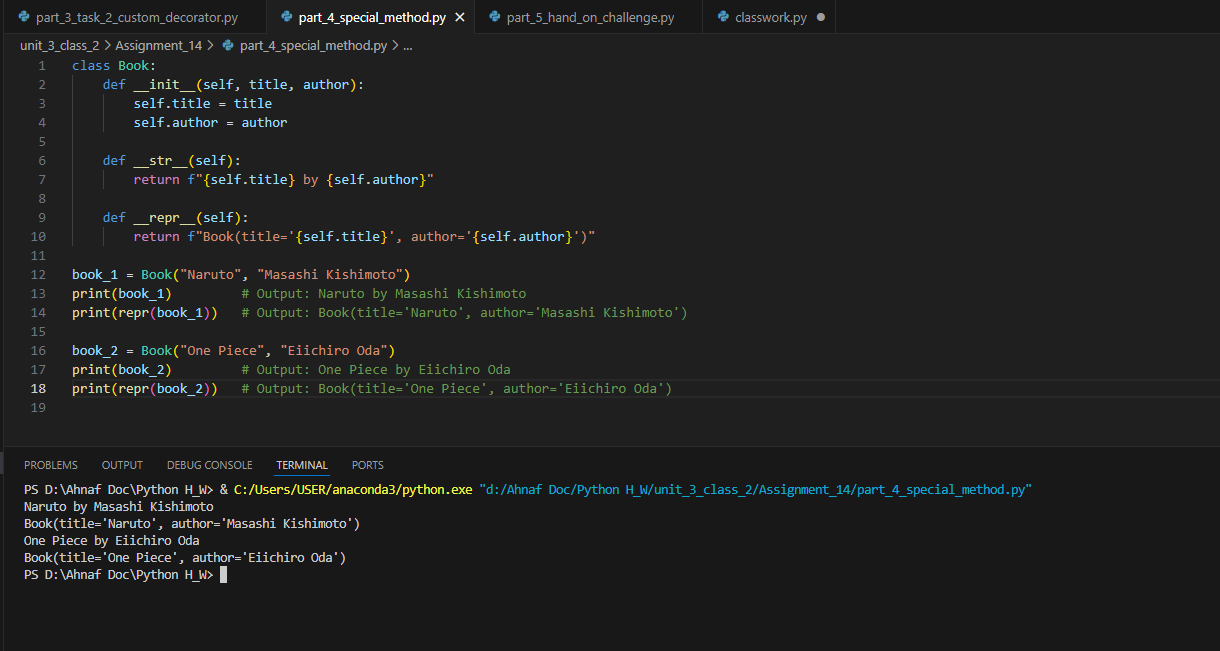 part_3_task_2_custom_decorator.py part_4_special_method.py part_5_hand_on_challenge.py classwork.py
unit_3_class_2 > Assignment_14 > part_4_special_method.py > ...
1 class Book:
2     def __init__(self, title, author):
3         self.title = title
4         self.author = author
5
6     def __str__(self):
7         return f"{self.title} by {self.author}"
8
9     def __repr__(self):
10         return f"Book(title='{self.title}', author='{self.author}')"
11
12 book_1 = Book("Naruto", "Masashi Kishimoto")
13 print(book_1)         # Output: Naruto by Masashi Kishimoto
14 print(repr(book_1))   # Output: Book(title='Naruto', author='Masashi Kishimoto')
15
16 book_2 = Book("One Piece", "Eiichiro Oda")
17 print(book_2)         # Output: One Piece by Eiichiro Oda
18 print(repr(book_2))   # Output: Book(title='One Piece', author='Eiichiro Oda')
19
PROBLEMS OUTPUT DEBUG CONSOLE TERMINAL PORTS
PS D:\Ahnaf Doc\Python H_W> & C:/Users/USER/anaconda3/python.exe "d:/Ahnaf Doc/Python H_W/unit_3_class_2/Assignment_14/part_4_special_method.py"
Naruto by Masashi Kishimoto
Book(title='Naruto', author='Masashi Kishimoto')
One Piece by Eiichiro Oda
Book(title='One Piece', author='Eiichiro Oda')
PS D:\Ahnaf Doc\Python H_W>